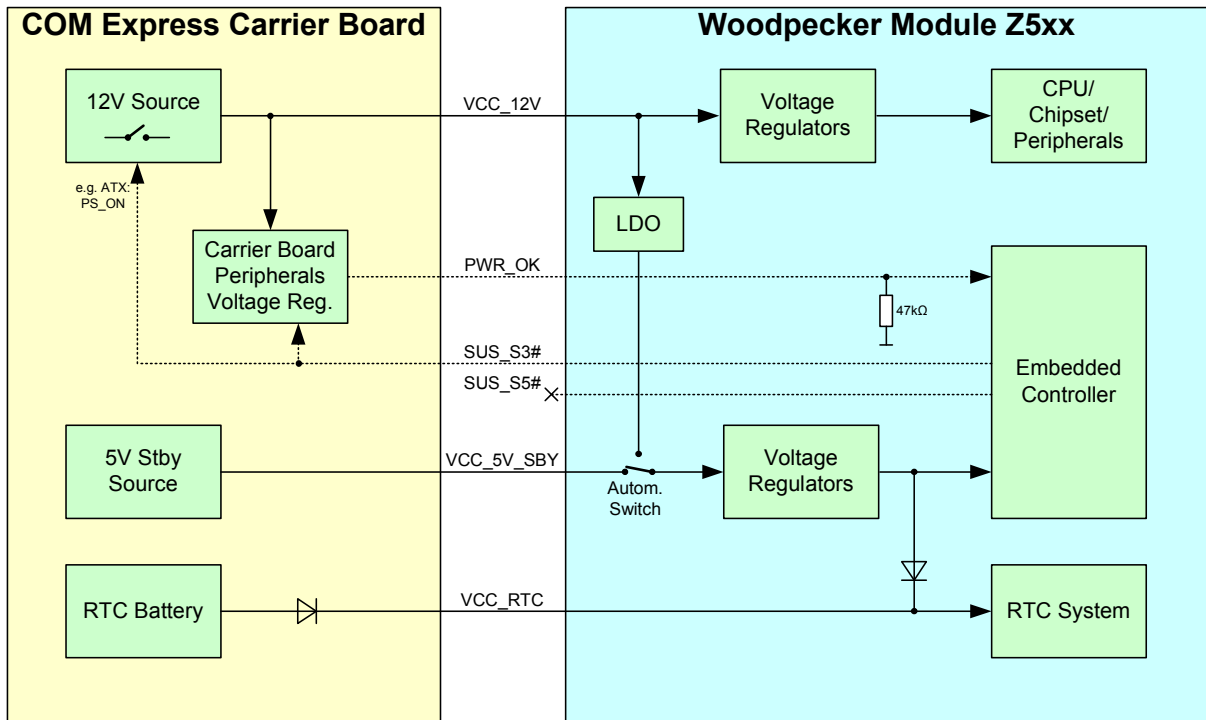 COM Express Carrier Board
Woodpecker Module Z5xx
12V Source
VCC_12V
Voltage
Regulators
CPU/
Chipset/
Peripherals
e.g. ATX:
PS_ON
LDO
Carrier Board
Peripherals
Voltage Reg.
PWR_OK
47kΩ
SUS_S3#
SUS_S5#
Embedded
Controller
5V Stby
Source
VCC_5V_SBY
Autom.
Switch
Voltage
Regulators
RTC Battery
VCC_RTC
RTC System